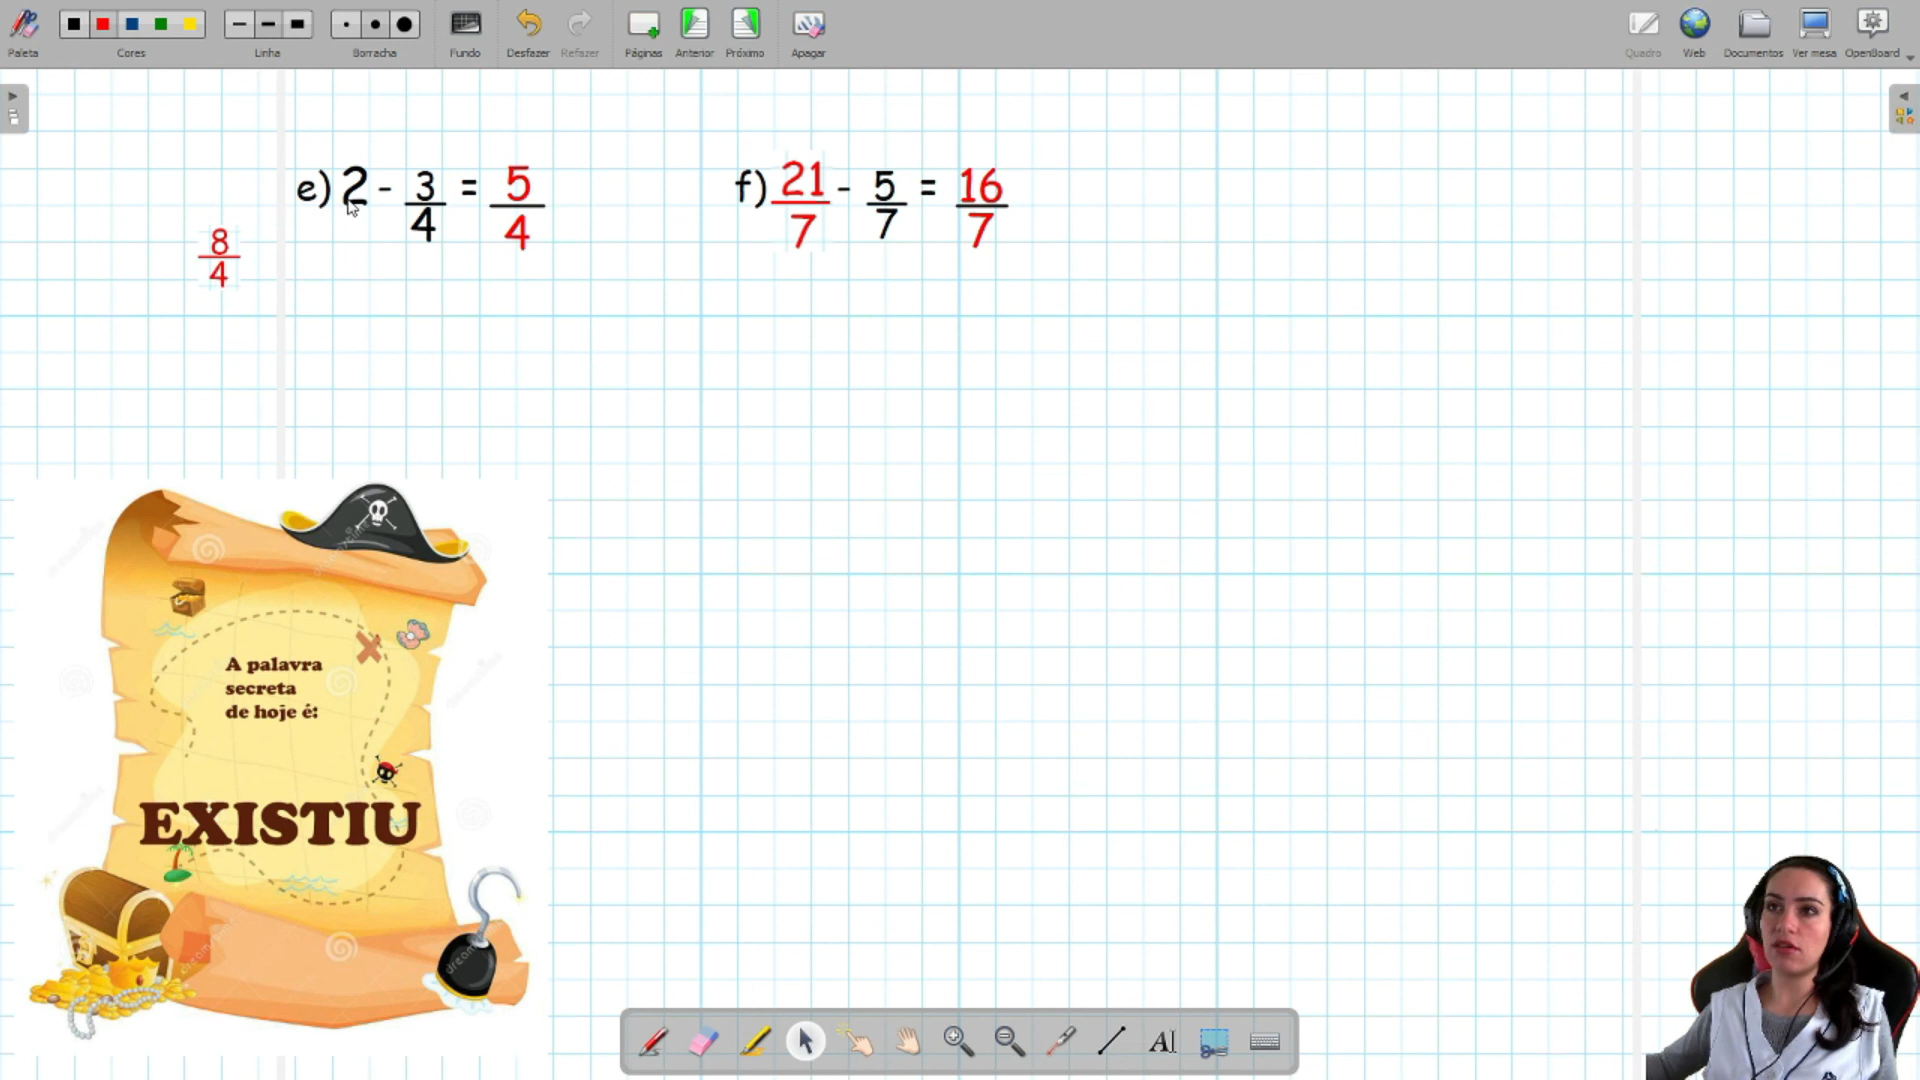 Paleta Cores Linha Borracha Fundo Desfazer Refazer Páginas Anterior Próximo Apagar Quadro Web Documentos Ver mesa OpenBoard
e) 2 - 3/4 = 5/4 f) 21/7 - 5/7 = 16/7
8/4
A palavra
secreta
de hoje é:
EXISTIU